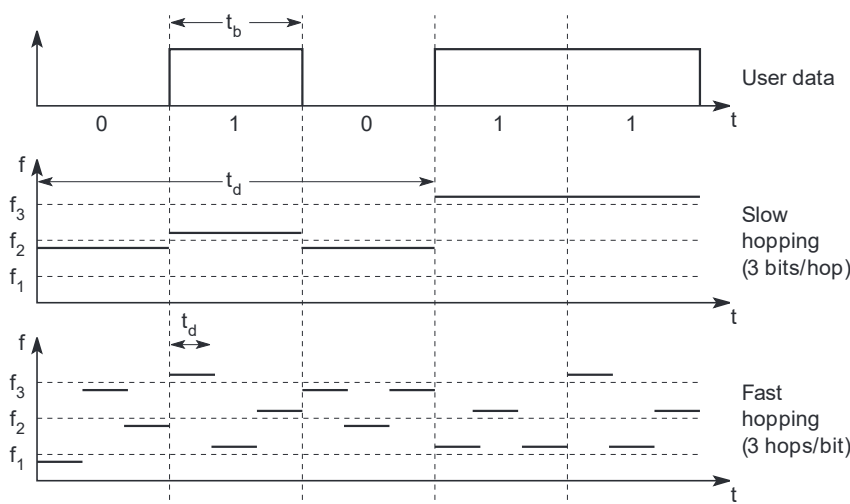 t_b
User data
0 1 0 1 1 t
f
t_d
f_3
f_2
f_1
Slow
hopping
(3 bits/hop)
t
f
t_d
f_3
f_2
f_1
Fast
hopping
(3 hops/bit)
t